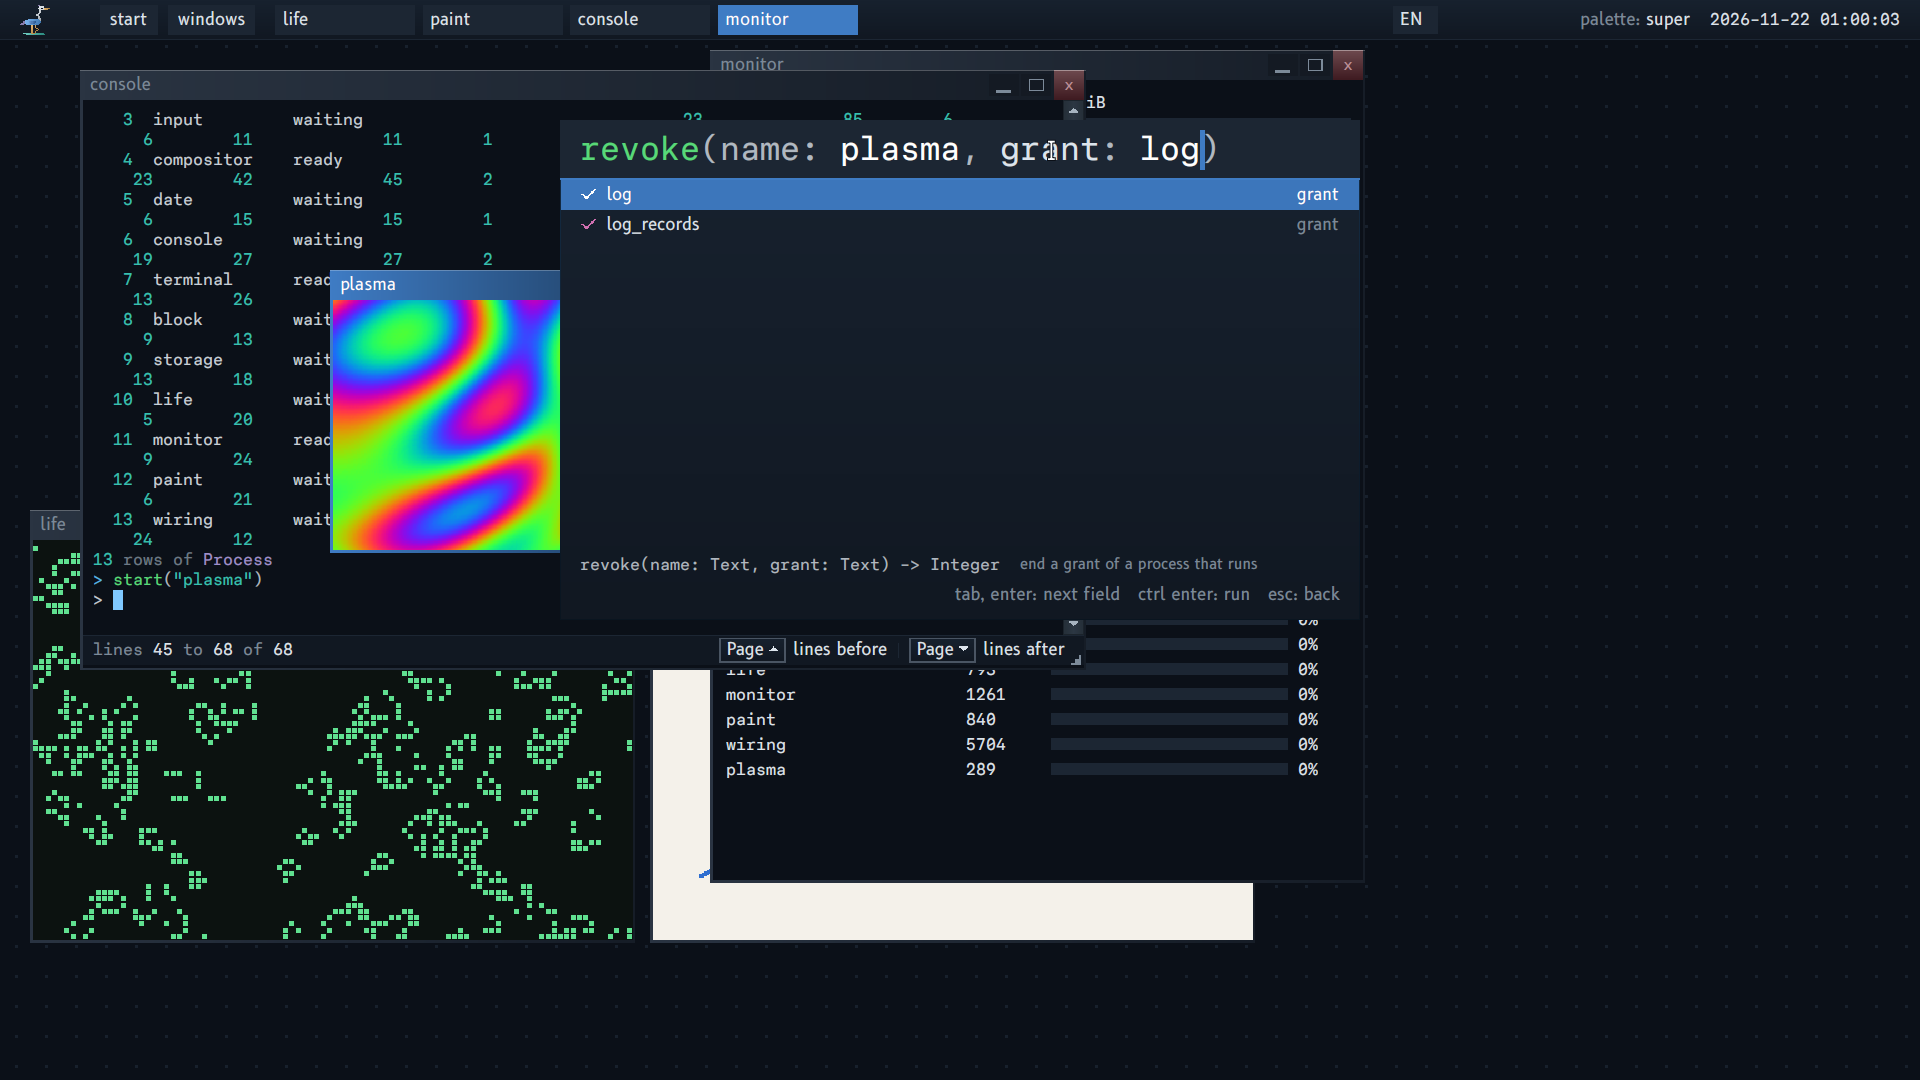 start windows life paint console monitor EN palette: super 2026-11-22 01:00:03
monitor
x
console
x
iB
3 input waiting 23 85 6
6 11 11 1
4 compositor ready
23 42 45 2
5 date waiting
6 15 15 1
6 console waiting
19 27 27 2
7 terminal
13 26
8 block
9 13
9 storage
13 18
10 life
5 20
11 monitor
9 24
12 paint
6 21
13 wiring
24 12
13 rows of Process
> start("plasma")
>
lines 45 to 68 of 68 Page lines before Page lines after
plasma
revoke(name: plasma, grant: log)
log grant
log_records grant
revoke(name: Text, grant: Text) -> Integer end a grant of a process that runs
tab, enter: next field ctrl enter: run esc: back
life
0%
0%
life 793 0%
monitor 1261 0%
paint 840 0%
wiring 5704 0%
plasma 289 0%